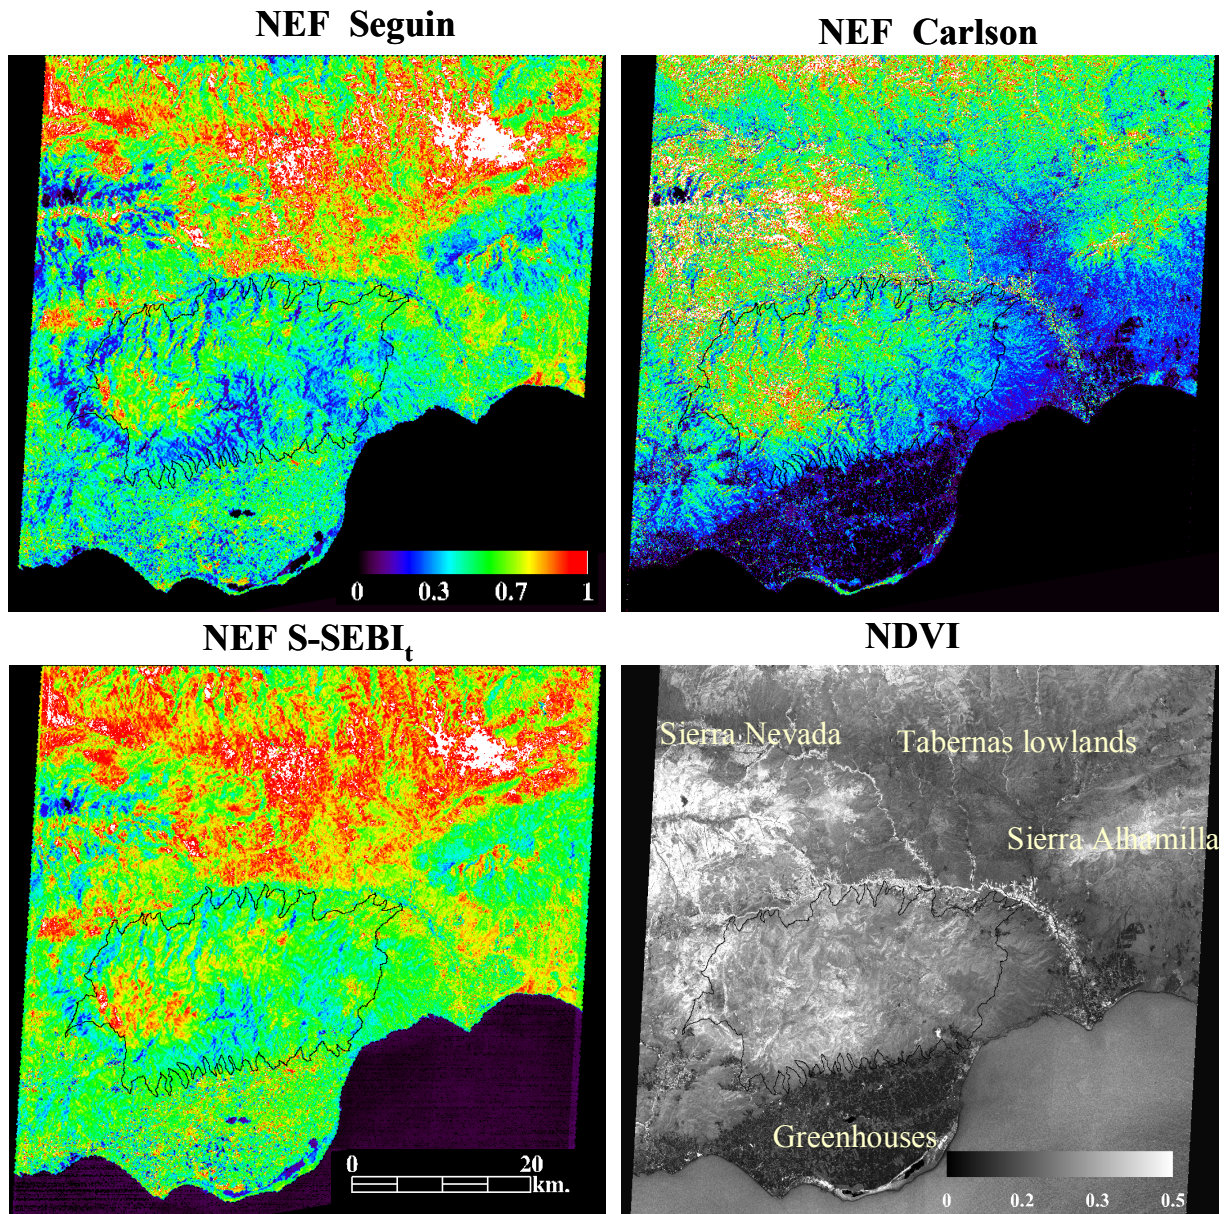 NEF Seguin
NEF Carlson
0 0.3 0.7 1
NEF S-SEBIt
NDVI
Sierra Nevada
Tabernas lowlands
Sierra Alhamilla
Greenhouses
0 20
km.
0 0.2 0.3 0.5